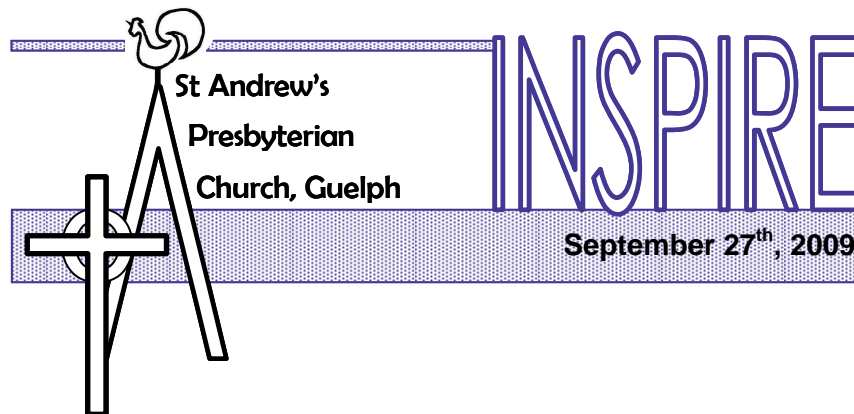 St Andrew's
Presbyterian
Church, Guelph
INSPIRE
September 27th, 2009